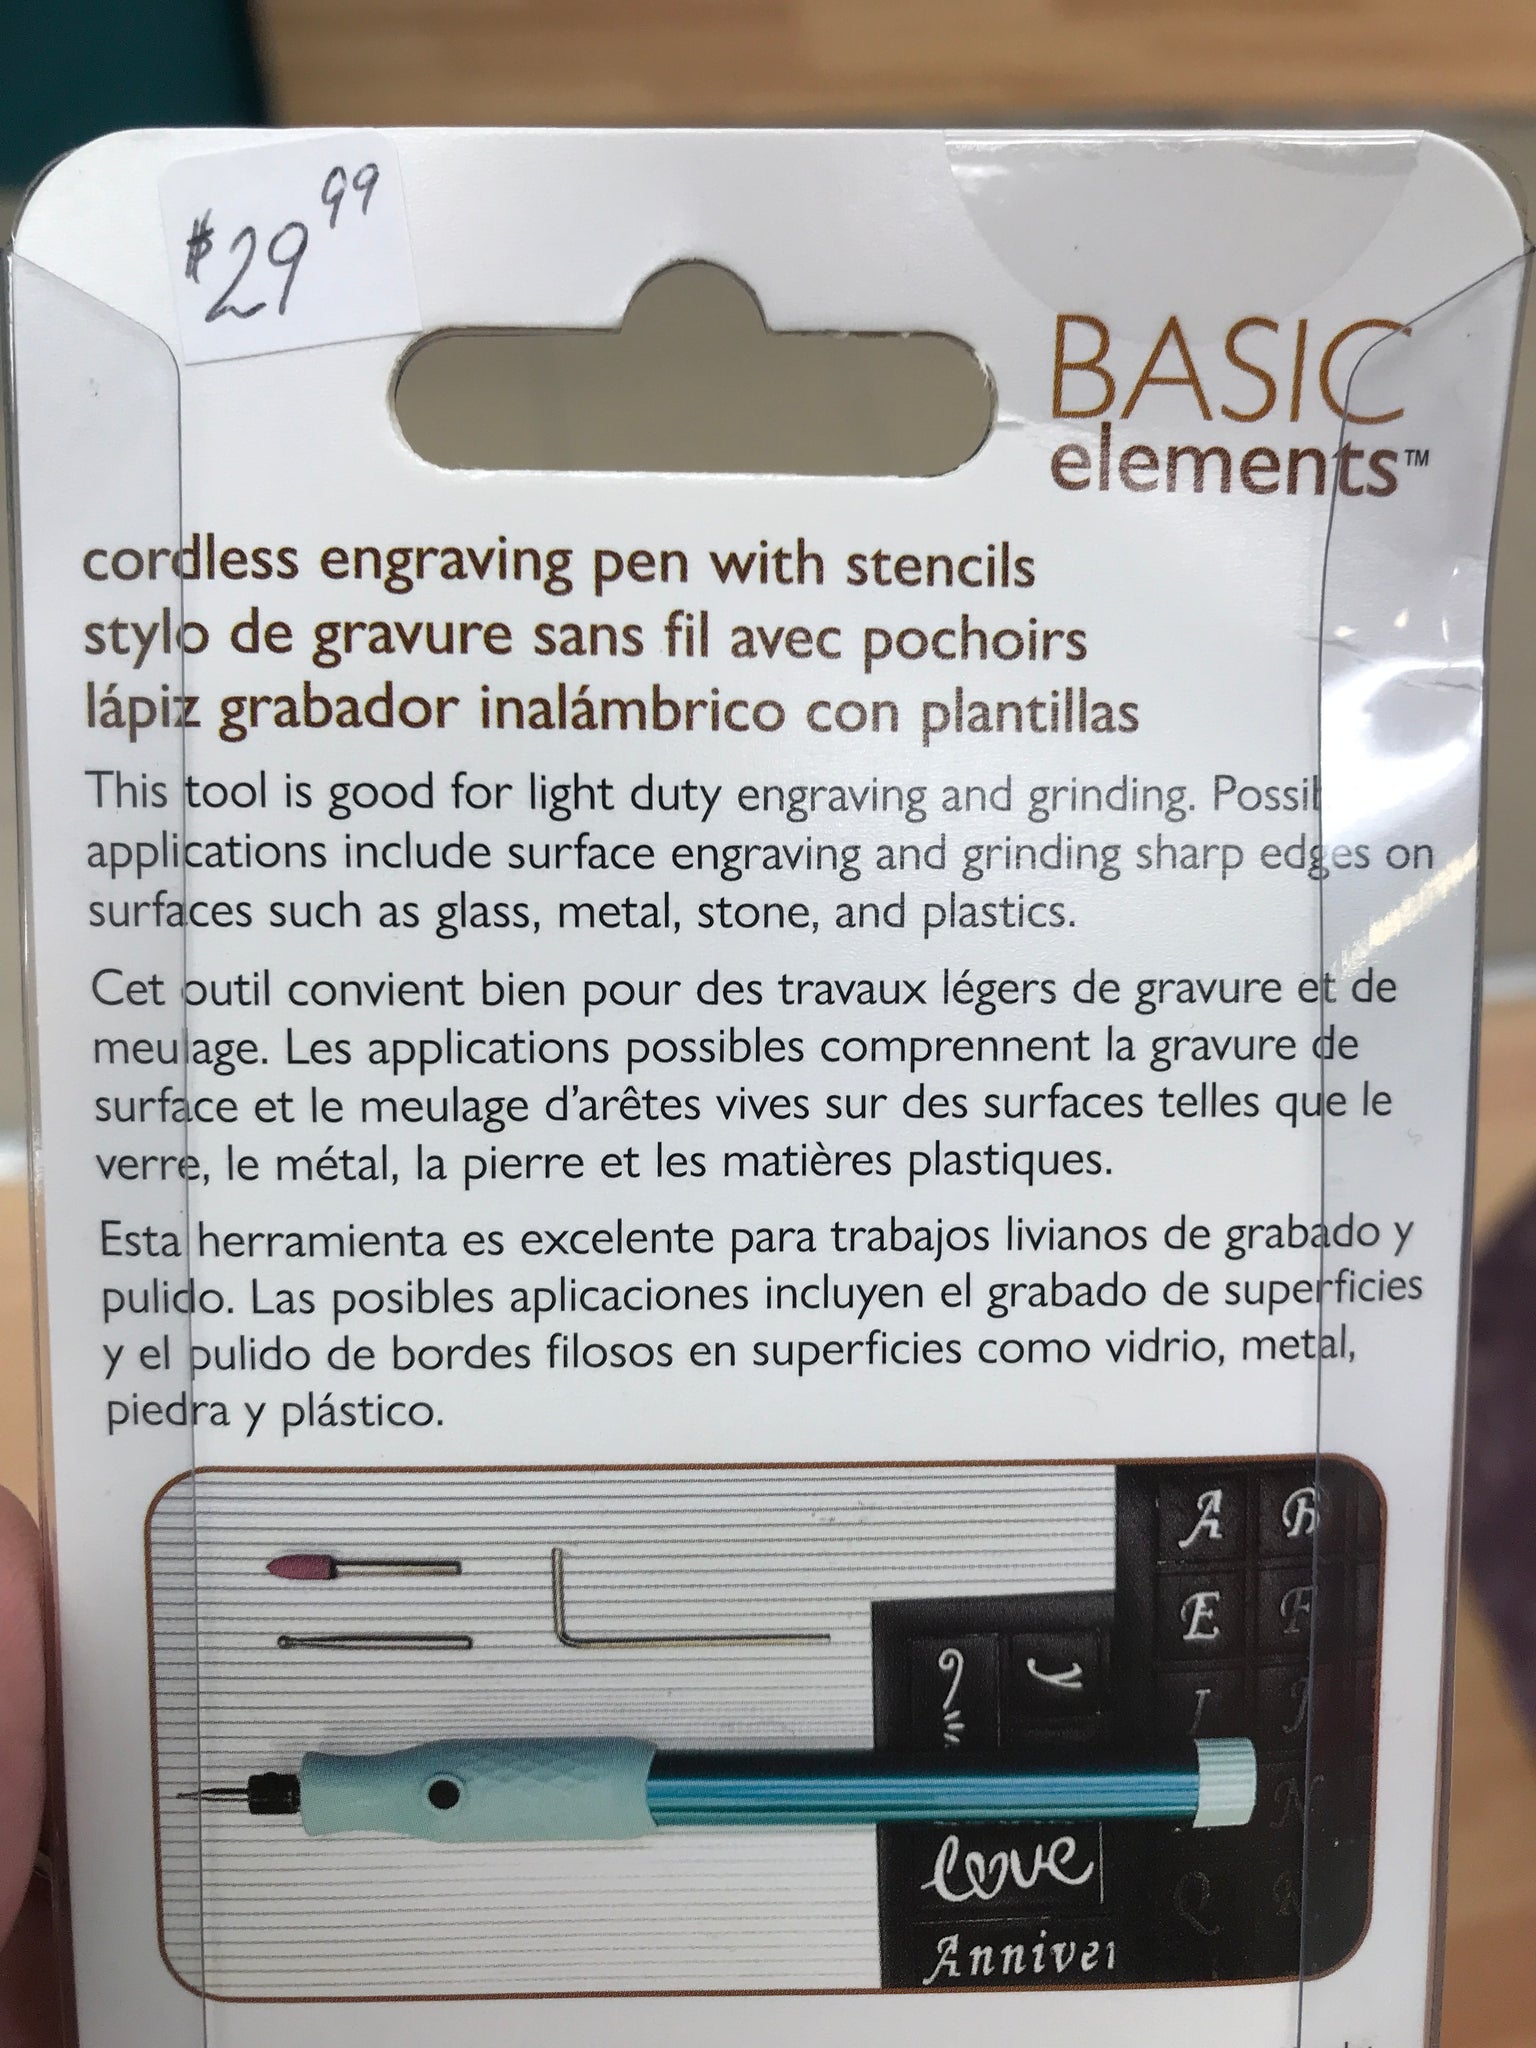 $29 99
BASIC
elements™
cordless engraving pen with stencils
stylo de gravure sans fil avec pochoirs
lápiz grabador inalámbrico con plantillas
This tool is good for light duty engraving and grinding.
applications include surface engraving and grinding sharp edges on
surfaces such as glass, metal, stone, and plastics.
Cet outil convient bien pour des travaux légers de gravure et de
meulage. Les applications possibles comprennent la gravure de
surface et le meulage d'arêtes vives sur des surfaces telles que le
verre, le métal, la pierre et les matières plastiques.
Esta herramienta es excelente para trabajos livianos de grabado y
pulido. Las posibles aplicaciones incluyen el grabado de superficies
y el pulido de bordes filosos en superficies como vidrio, metal,
piedra y plástico.
A B
E F
y
I J
N
love
Q R
Anniver